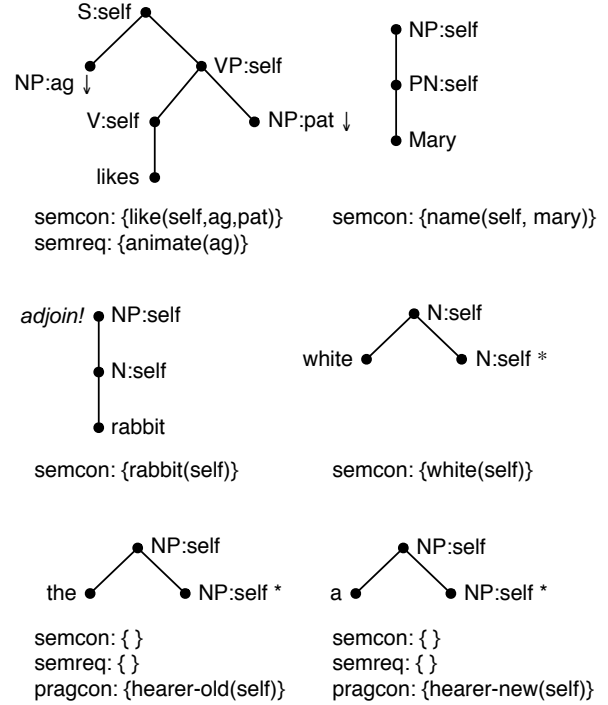 S:self
NP:ag ↓
VP:self
V:self
NP:pat ↓
likes
semcon: {like(self,ag,pat)}
semreq: {animate(ag)}
NP:self
PN:self
Mary
semcon: {name(self, mary)}
adjoin! NP:self
N:self
rabbit
semcon: {rabbit(self)}
N:self
white N:self *
semcon: {white(self)}
NP:self
the NP:self *
semcon: { }
semreq: { }
pragcon: {hearer-old(self)}
NP:self
a NP:self *
semcon: { }
semreq: { }
pragcon: {hearer-new(self)}